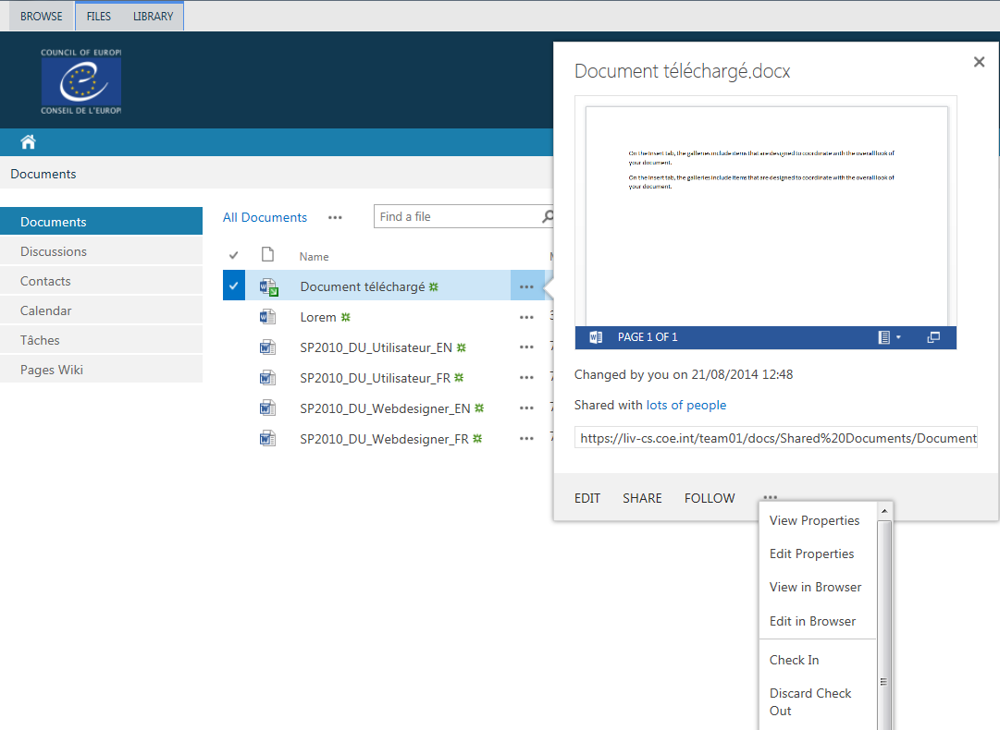 BROWSE FILES LIBRARY
COUNCIL OF EUROP
CONSEIL DE L'EUROP
Documents
Documents
Discussions
Contacts
Calendar
Tâches
Pages Wiki
All Documents ••• Find a file
Name
Document téléchargé •••
Lorem •••
SP2010_DU_Utilisateur_EN •••
SP2010_DU_Utilisateur_FR •••
SP2010_DU_Webdesigner_EN •••
SP2010_DU_Webdesigner_FR •••
Document téléchargé.docx
On the Insert tab, the galleries include items that are designed to coordinate with the overall look of
your document.
On the Insert tab, the galleries include items that are designed to coordinate with the overall look of
your document.
PAGE 1 OF 1
Changed by you on 21/08/2014 12:48
Shared with lots of people
https://liv-cs.coe.int/team01/docs/Shared%20Documents/Document
EDIT SHARE FOLLOW •••
View Properties
Edit Properties
View in Browser
Edit in Browser
Check In
Discard Check
Out